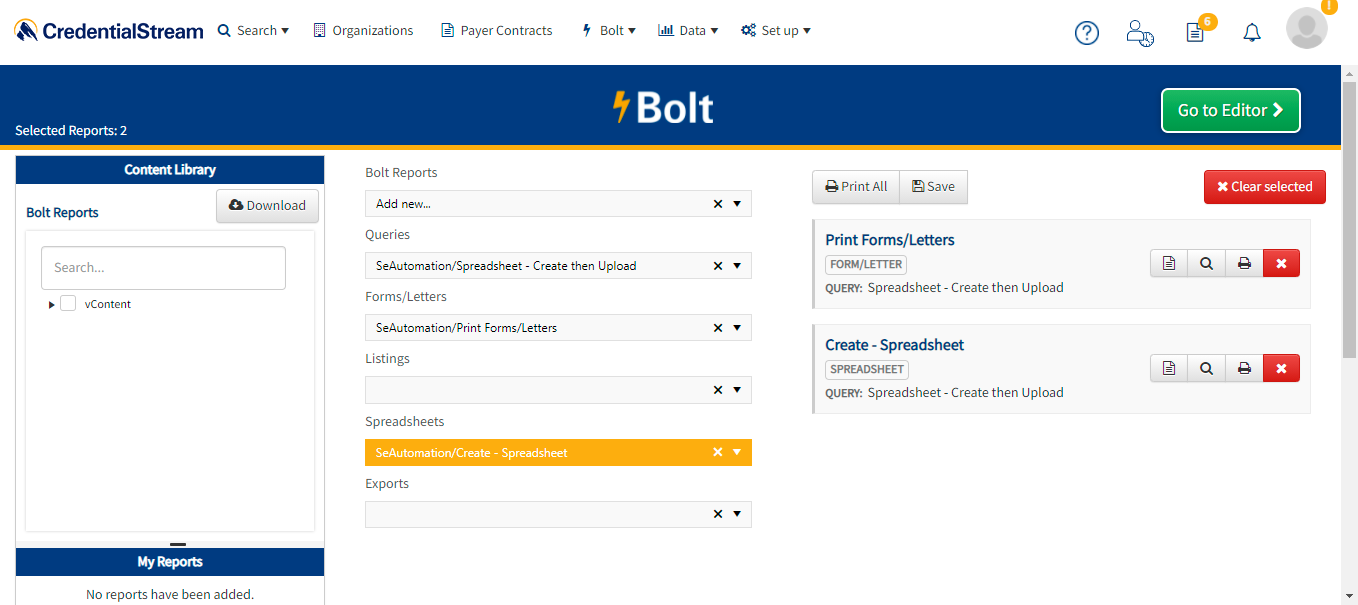 CredentialStream Search Organizations Payer Contracts Bolt Data Set up ? 6 !
Bolt
Go to Editor
Selected Reports: 2
Content Library
Bolt Reports
Download
Search...
vContent
My Reports
No reports have been added.
Bolt Reports
Add new...
Queries
SeAutomation/Spreadsheet - Create then Upload
Forms/Letters
SeAutomation/Print Forms/Letters
Listings
Spreadsheets
SeAutomation/Create - Spreadsheet
Exports
Print All Save Clear selected
Print Forms/Letters
FORM/LETTER
QUERY: Spreadsheet - Create then Upload
Create - Spreadsheet
SPREADSHEET
QUERY: Spreadsheet - Create then Upload